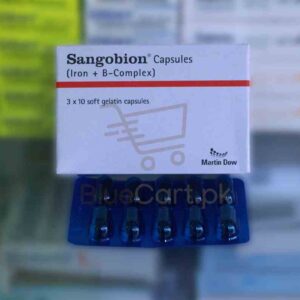 Sangobion® Capsules
(Iron + B-Complex)
3 x 10 soft gelatin capsules
Martin Dow
BlueCart.pk